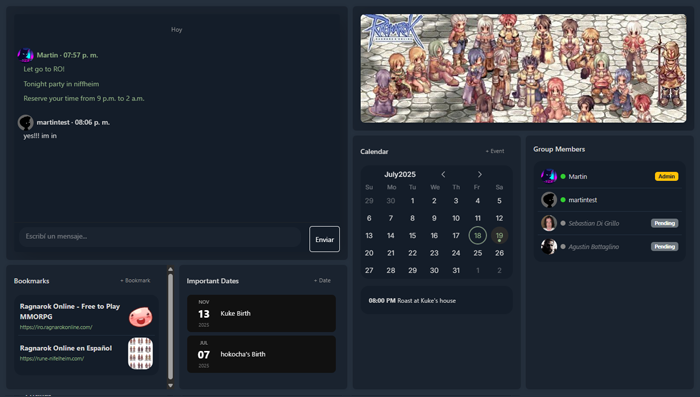 Hoy
Martin - 07:57 p. m.
Let go to RO!
Tonight party in niffheim
Reserve your time from 9 p.m. to 2 a.m.
martintest - 08:06 p. m.
yes!!! im in
Escribí un mensaje...
Enviar
Bookmarks
+ Bookmark
Ragnarok Online - Free to Play
MMORPG
https://ro.ragnarokonline.com/
Ragnarok Online en Español
https://rune-nifelheim.com/
Important Dates
+ Date
NOV
13
2025
Kuke Birth
JUL
07
2025
hokocha's Birth
RAGNAROK
Calendar
+ Event
July2025
Su Mo Tu We Th Fr Sa
29 30 1 2 3 4 5
6 7 8 9 10 11 12
13 14 15 16 17 18 19
20 21 22 23 24 25 26
27 28 29 30 31 1 2
08:00 PM Roast at Kuke's house
Group Members
Martin
Admin
martintest
Sebastian Di Grillo
Pending
Agustin Battaglino
Pending